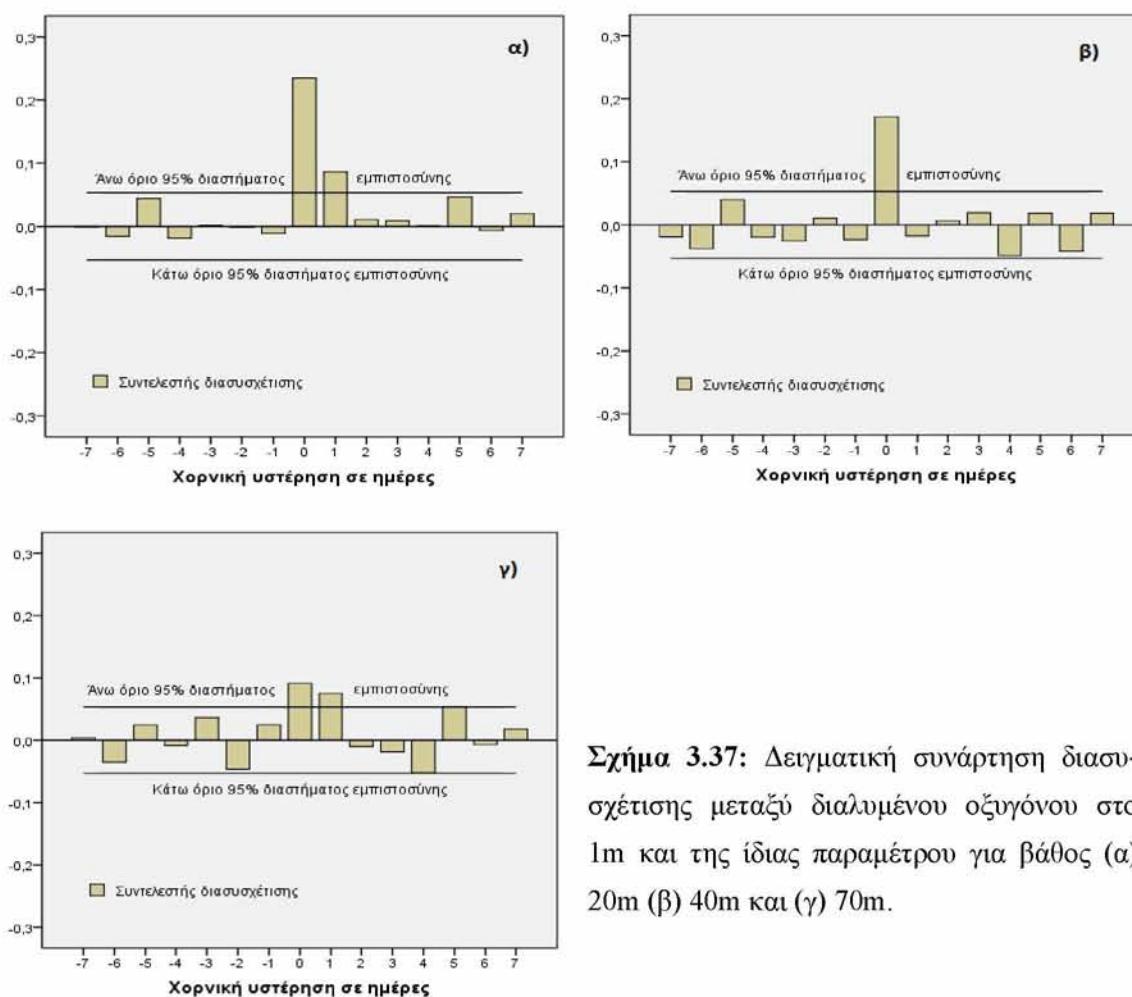 α)
0,3
0,2
0,1
0,0
-0,1
-0,2
-0,3
Άνω όριο 95% διαστήματος εμπιστοσύνης
Κάτω όριο 95% διαστήματος εμπιστοσύνης
Συντελεστής διασυσχέτισης
-7 -6 -5 -4 -3 -2 -1 0 1 2 3 4 5 6 7
Χορνική υστέρηση σε ημέρες
β)
0,3
0,2
0,1
0,0
-0,1
-0,2
-0,3
Άνω όριο 95% διαστήματος εμπιστοσύνης
Κάτω όριο 95% διαστήματος εμπιστοσύνης
Συντελεστής διασυσχέτισης
-7 -6 -5 -4 -3 -2 -1 0 1 2 3 4 5 6 7
Χορνική υστέρηση σε ημέρες
γ)
0,3
0,2
0,1
0,0
-0,1
-0,2
-0,3
Άνω όριο 95% διαστήματος εμπιστοσύνης
Κάτω όριο 95% διαστήματος εμπιστοσύνης
Συντελεστής διασυσχέτισης
-7 -6 -5 -4 -3 -2 -1 0 1 2 3 4 5 6 7
Χορνική υστέρηση σε ημέρες
Σχήμα 3.37: Δειγματική συνάρτηση διασυ-
σχέτισης μεταξύ διαλυμένου οξυγόνου στο
1m και της ίδιας παραμέτρου για βάθος (α)
20m (β) 40m και (γ) 70m.